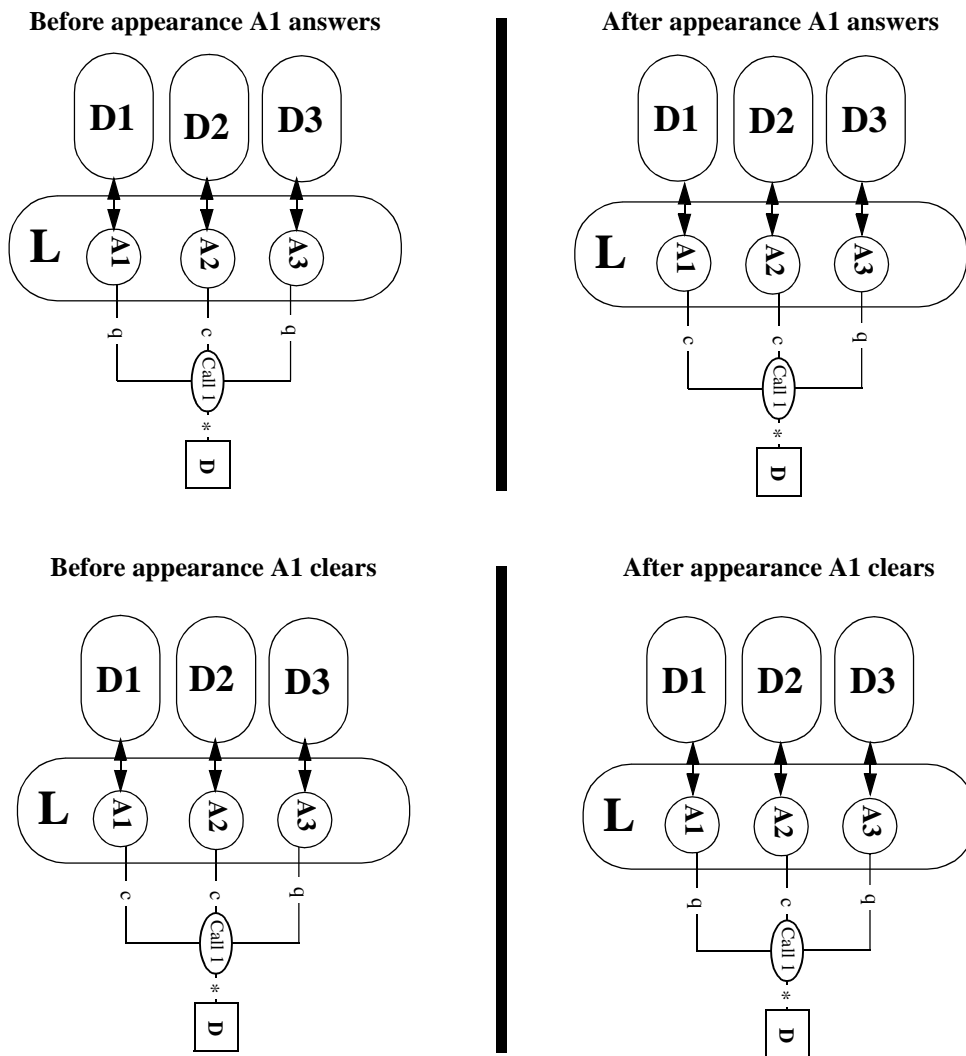 Before appearance A1 answers
D1 D2 D3
L A1 A2 A3
q c q
Call 1
*
D
After appearance A1 answers
D1 D2 D3
L A1 A2 A3
c c q
Call 1
*
D
Before appearance A1 clears
D1 D2 D3
L A1 A2 A3
c c q
Call 1
*
D
After appearance A1 clears
D1 D2 D3
L A1 A2 A3
q c q
Call 1
*
D